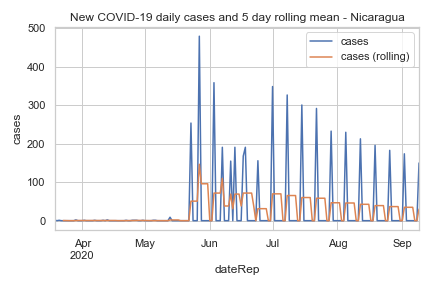 New COVID-19 daily cases and 5 day rolling mean - Nicaragua
cases
cases (rolling)
500
400
300
200
100
0
cases
Apr
2020
May
Jun
Jul
Aug
Sep
dateRep